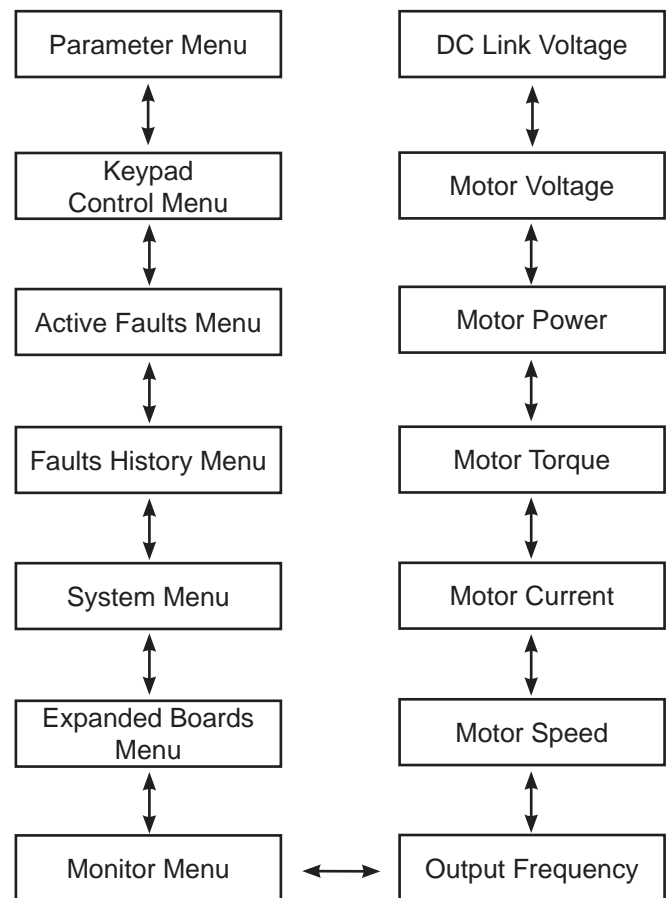 Parameter Menu
Keypad
Control Menu
Active Faults Menu
Faults History Menu
System Menu
Expanded Boards
Menu
Monitor Menu
DC Link Voltage
Motor Voltage
Motor Power
Motor Torque
Motor Current
Motor Speed
Output Frequency